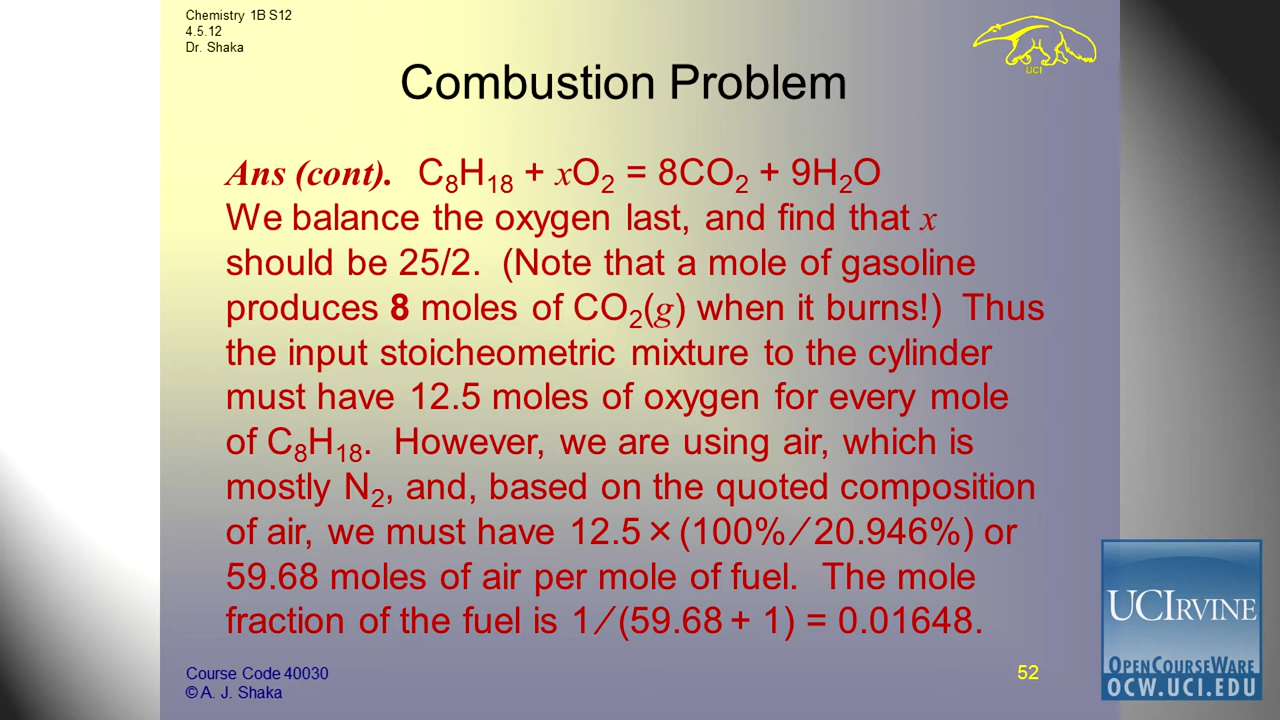 Chemistry 1B S12
4.5.12
Dr. Shaka
UCI
Combustion Problem
Ans (cont). C₈H₁₈ + xO₂ = 8CO₂ + 9H₂O
We balance the oxygen last, and find that x
should be 25/2. (Note that a mole of gasoline
produces 8 moles of CO₂(g) when it burns!) Thus
the input stoicheometric mixture to the cylinder
must have 12.5 moles of oxygen for every mole
of C₈H₁₈. However, we are using air, which is
mostly N₂, and, based on the quoted composition
of air, we must have 12.5 × (100% ∕ 20.946%) or
59.68 moles of air per mole of fuel. The mole
fraction of the fuel is 1 ∕ (59.68 + 1) = 0.01648.
Course Code 40030
© A. J. Shaka
52
UCIRVINE
OPENCOURSEWARE
OCW.UCI.EDU